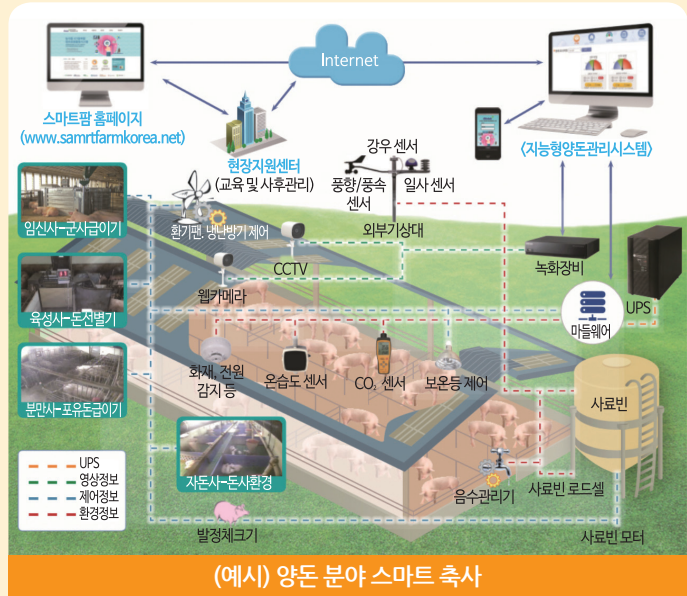 Internet
스마트팜 홈페이지
(www.samrtfarmkorea.net)
현장지원센터
(교육 및 사후관리)
<지능형양돈관리시스템>
강우 센서
풍향/풍속
센서
일사 센서
외부기상대
임신사-군사급이기
환기팬. 냉난방기 제어
CCTV
웹카메라
녹화장비
UPS
마들웨어
육성사-돈선별기
화재, 전원
감지 등
온습도 센서
CO₂ 센서
보온등 제어
분만사-포유돈급이기
사료빈
자돈사-돈사환경
UPS
영상정보
제어정보
환경정보
발정체크기
음수관리기
사료빈 로드셀
사료빈 모터
(예시) 양돈 분야 스마트 축사